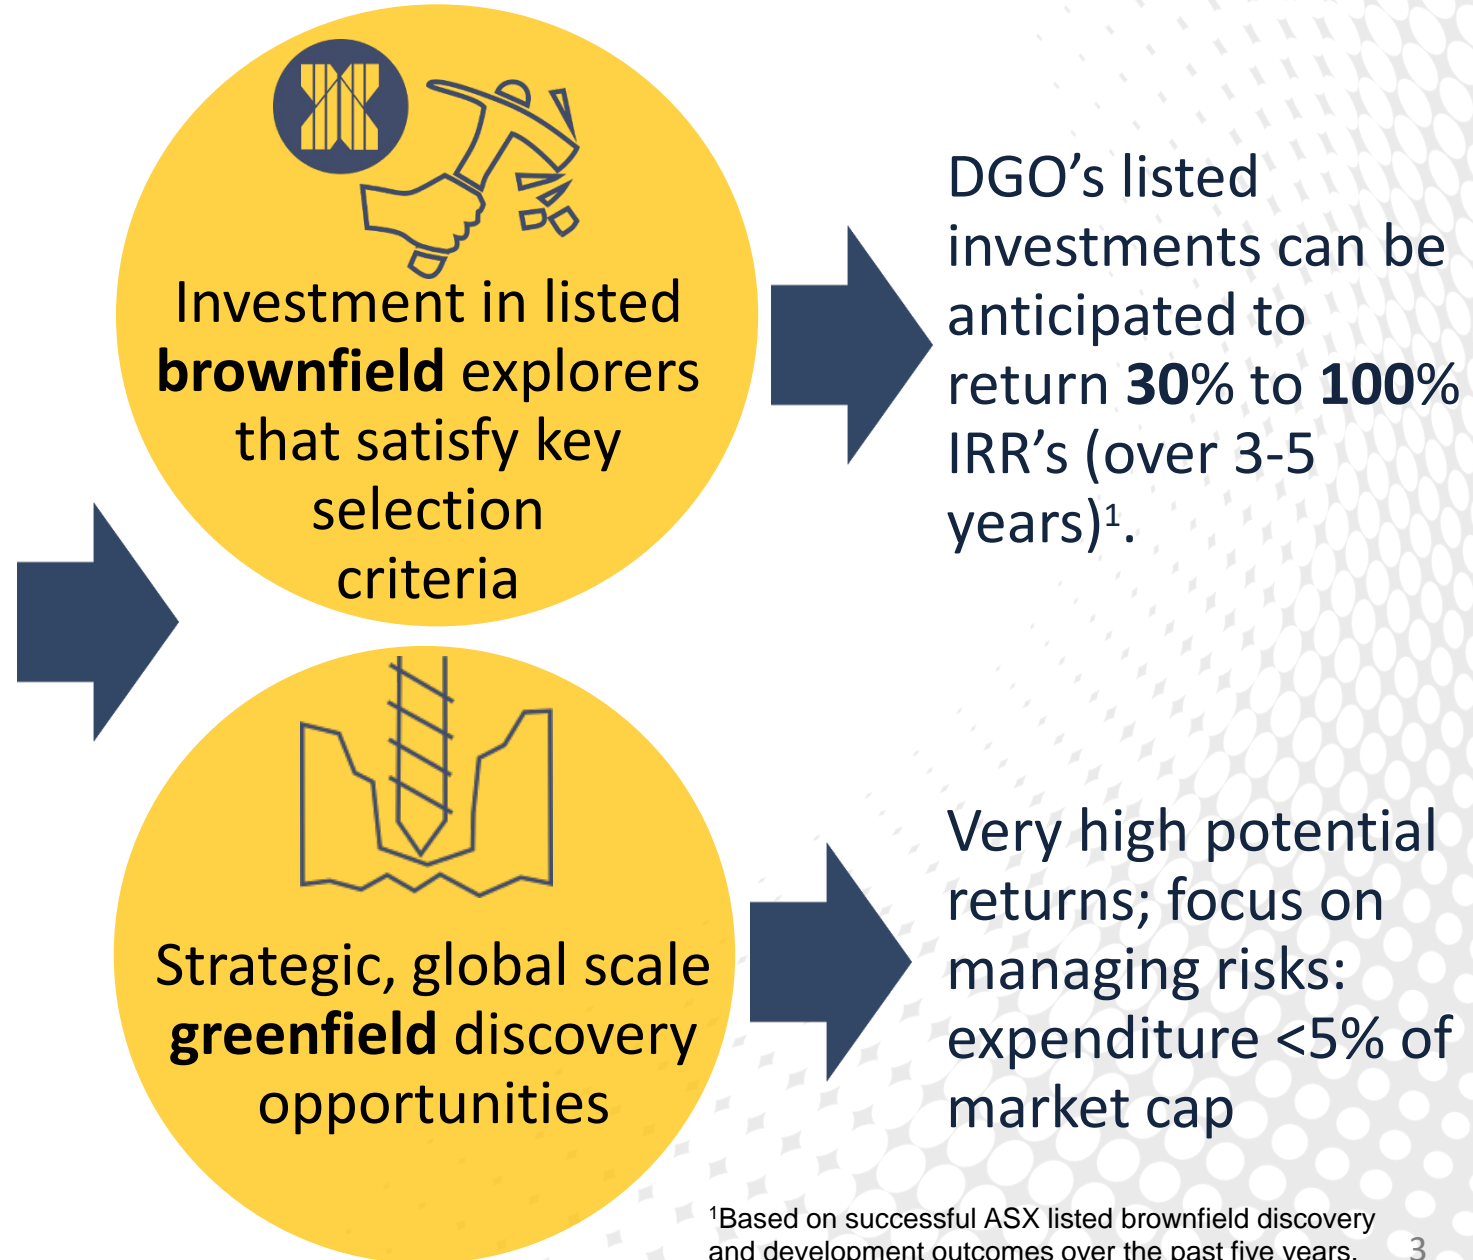 Investment in listed
brownfield explorers
that satisfy key
selection
criteria
DGO’s listed
investments can be
anticipated to
return 30% to 100%
IRR’s (over 3-5
years)¹.
Strategic, global scale
greenfield discovery
opportunities
Very high potential
returns; focus on
managing risks:
expenditure <5% of
market cap
¹Based on successful ASX listed brownfield discovery
and development outcomes over the past five years.
3